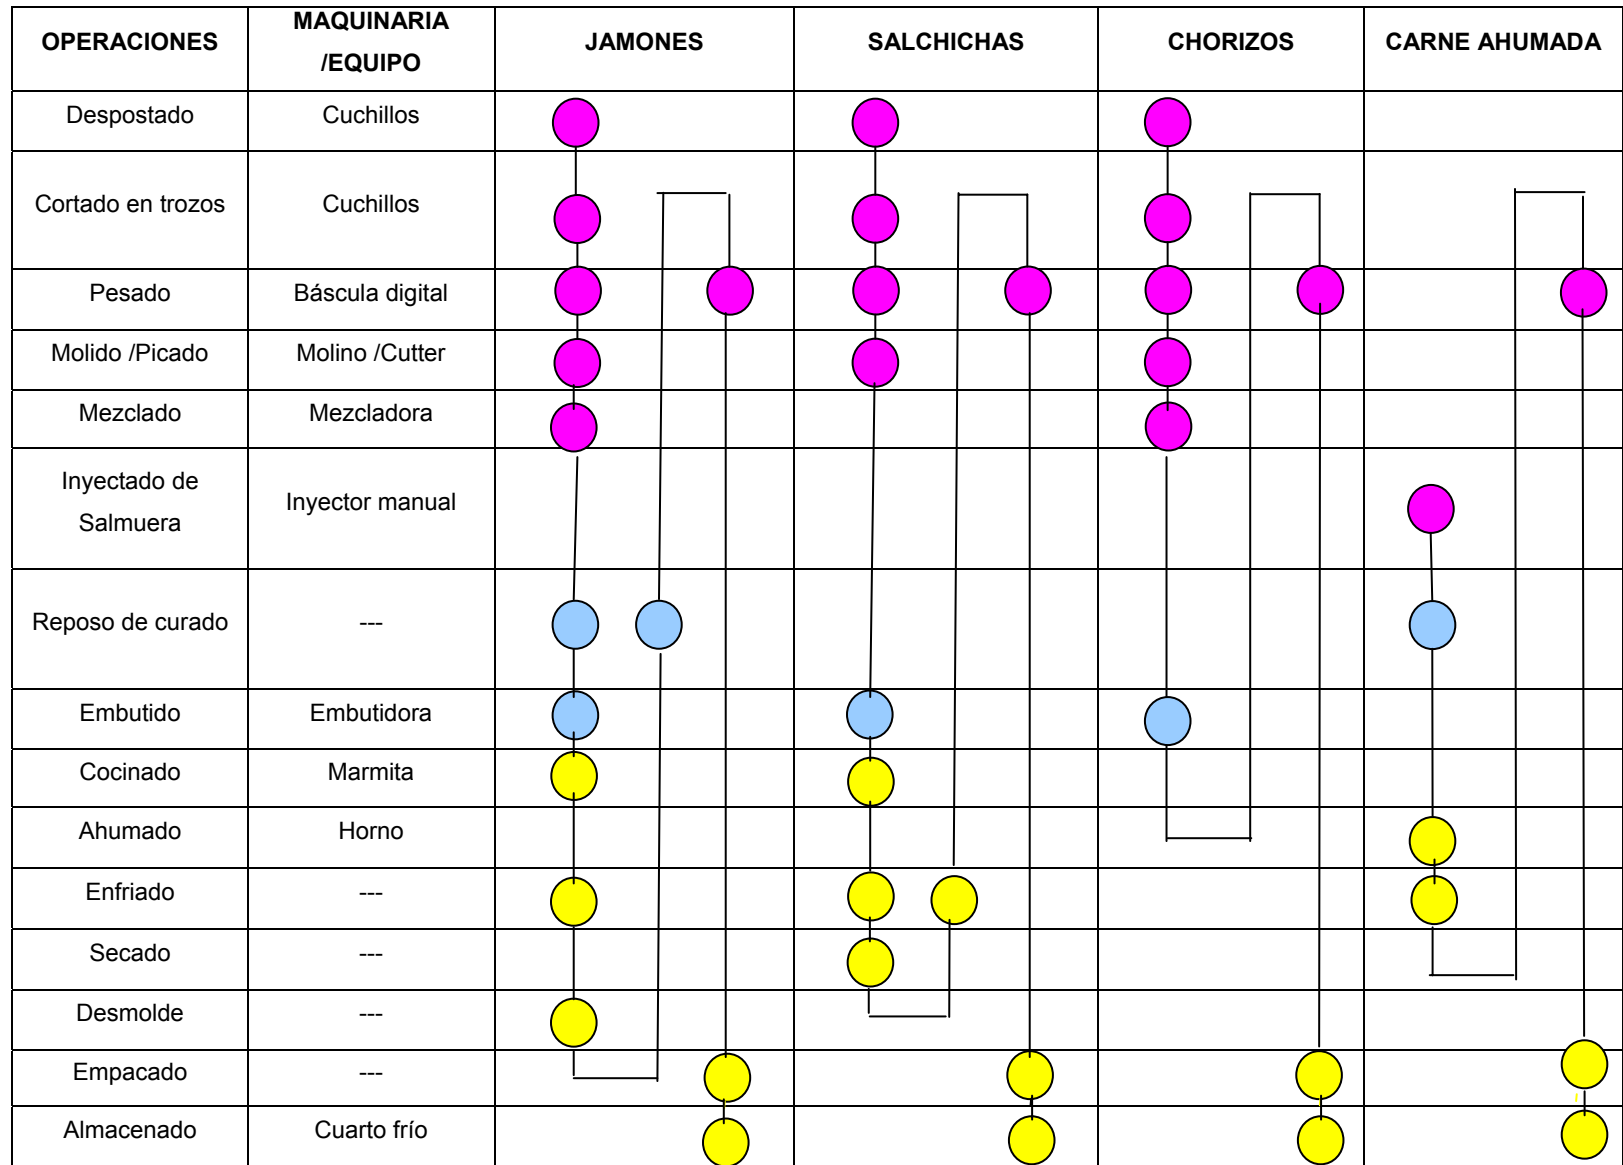 OPERACIONES
MAQUINARIA
/EQUIPO
JAMONES
SALCHICHAS
CHORIZOS
CARNE AHUMADA
Despostado
Cuchillos
Cortado en trozos
Cuchillos
Pesado
Báscula digital
Molido /Picado
Molino /Cutter
Mezclado
Mezcladora
Inyectado de
Salmuera
Inyector manual
Reposo de curado
---
Embutido
Embutidora
Cocinado
Marmita
Ahumado
Horno
Enfriado
---
Secado
---
Desmolde
---
Empacado
---
Almacenado
Cuarto frío